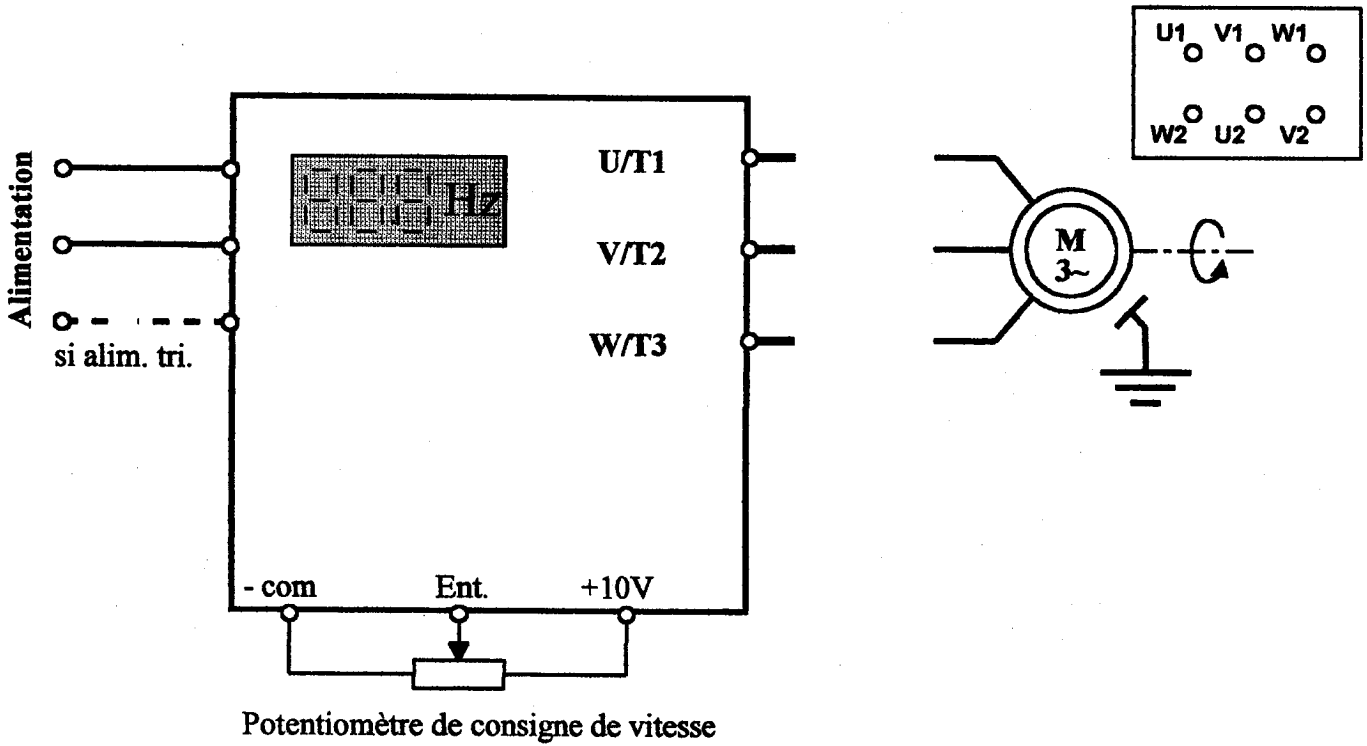 U1 V1 W1
W2 U2 V2
Alimentation
si alim. tri.
888 Hz
U/T1
V/T2
W/T3
M
3~
- com Ent. +10V
Potentiomètre de consigne de vitesse